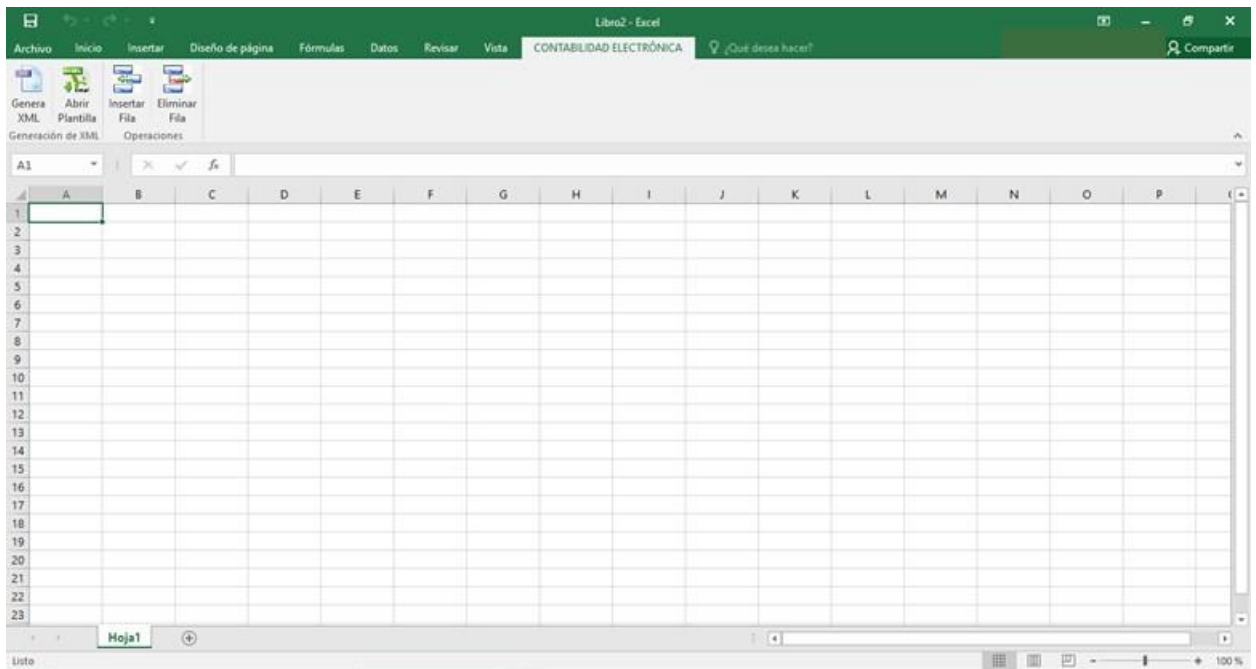 Libro2 - Excel
Archivo Inicio Insertar Diseño de página Fórmulas Datos Revisar Vista CONTABILIDAD ELECTRÓNICA ¿Qué desea hacer? Compartir
Genera XML Abrir Plantilla Insertar Fila Eliminar Fila
Generación de XML Operaciones
A1 fx
A B C D E F G H I J K L M N O P
1
2
3
4
5
6
7
8
9
10
11
12
13
14
15
16
17
18
19
20
21
22
23
Hoja1
Listo 100 %